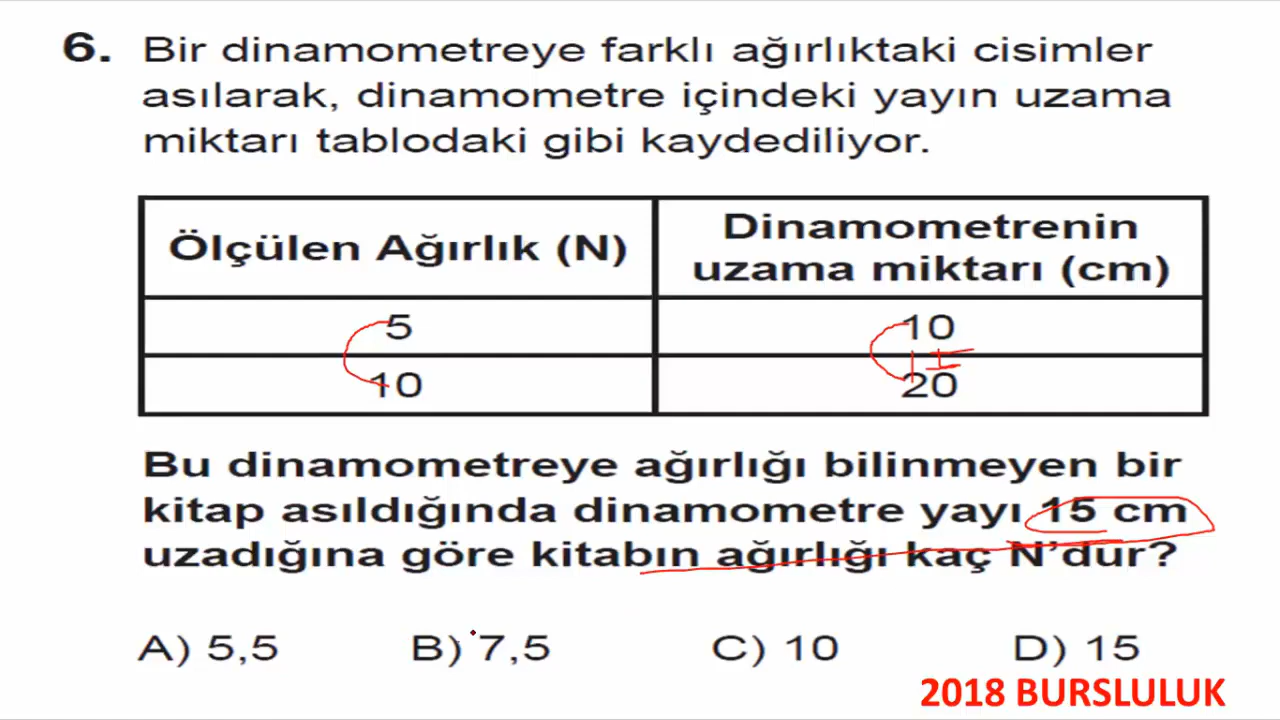 6. Bir dinamometreye farklı ağırlıktaki cisimler
asılarak, dinamometre içindeki yayın uzama
miktarı tablodaki gibi kaydediliyor.
Ölçülen Ağırlık (N) Dinamometrenin uzama miktarı (cm)
5 10
10 20
Bu dinamometreye ağırlığı bilinmeyen bir
kitap asıldığında dinamometre yayı 15 cm
uzadığına göre kitabın ağırlığı kaç N’dur?
A) 5,5 B) 7,5 C) 10 D) 15
2018 BURSLULUK